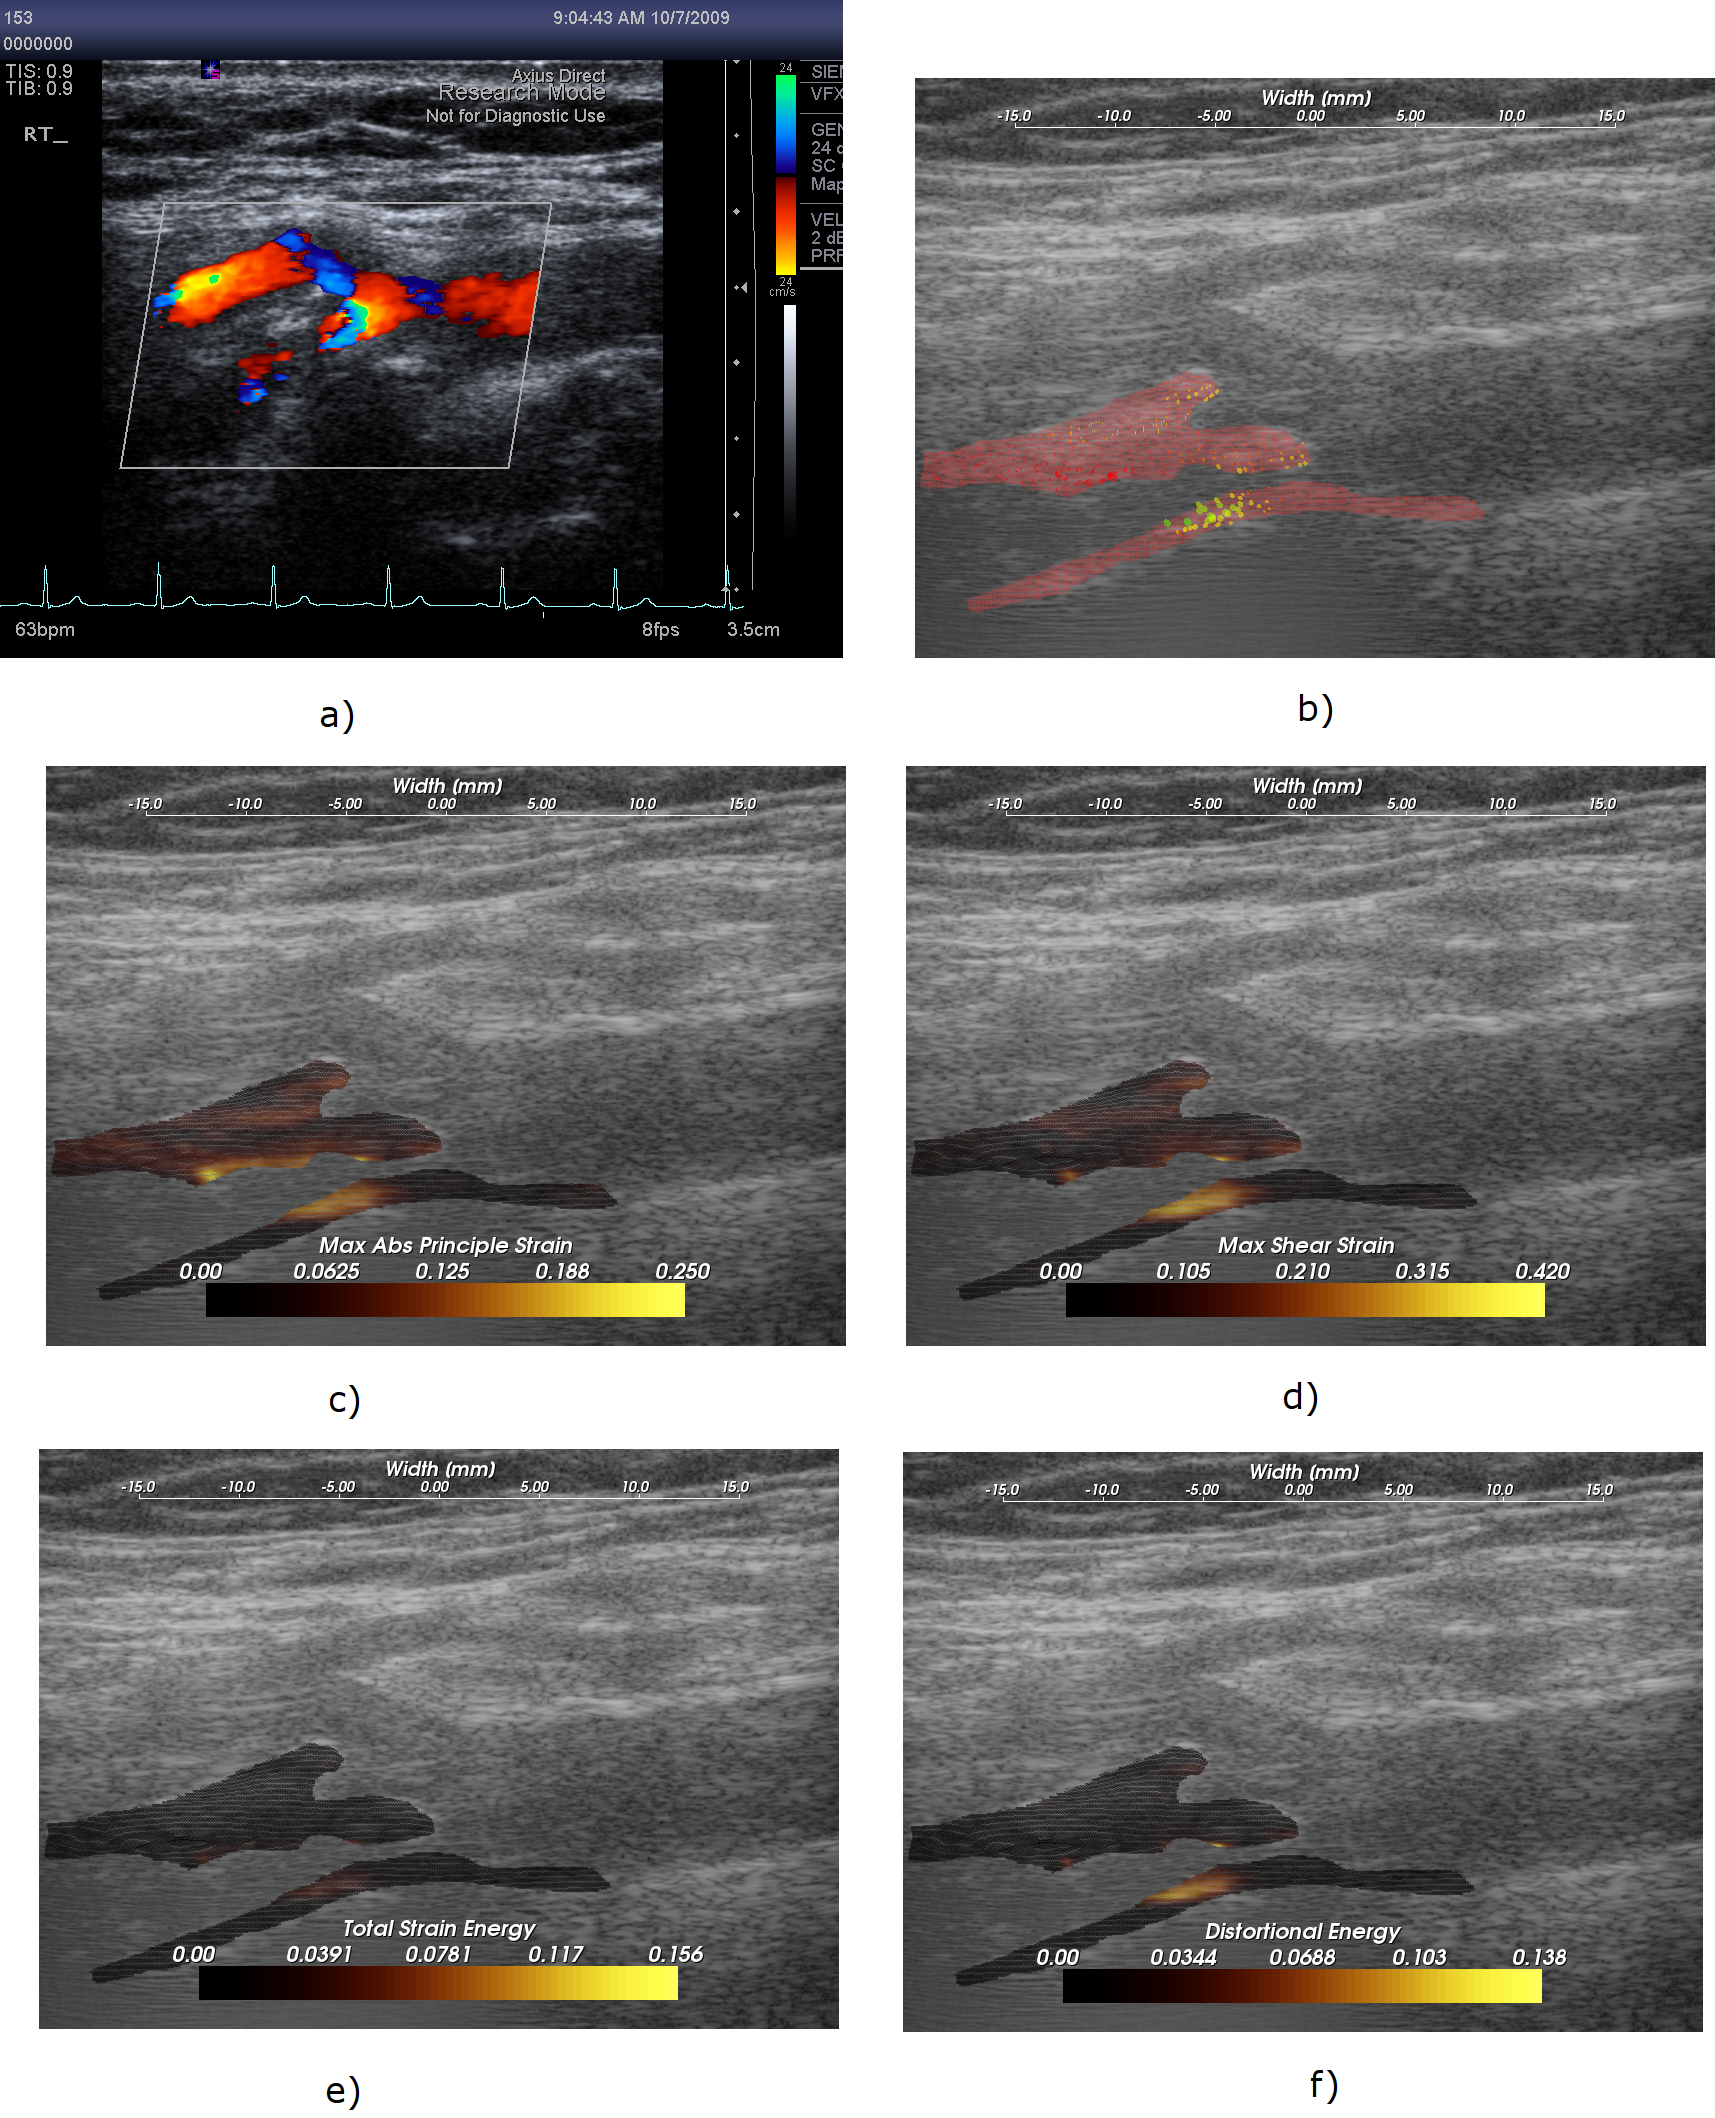 153
9:04:43 AM 10/7/2009
0000000
TIS: 0.9
TIB: 0.9
RT_
Axius Direct
Research Mode
Not for Diagnostic Use
24
24
cm/s
SIE
VFX
GEN
24 d
SC
Map
VEL
2 dB
PRF
63bpm
8fps
3.5cm
a)
Width (mm)
-15.0 -10.0 -5.00 0.00 5.00 10.0 15.0
b)
Width (mm)
-15.0 -10.0 -5.00 0.00 5.00 10.0 15.0
Max Abs Principle Strain
0.00 0.0625 0.125 0.188 0.250
c)
Width (mm)
-15.0 -10.0 -5.00 0.00 5.00 10.0 15.0
Max Shear Strain
0.00 0.105 0.210 0.315 0.420
d)
Width (mm)
-15.0 -10.0 -5.00 0.00 5.00 10.0 15.0
Total Strain Energy
0.00 0.0391 0.0781 0.117 0.156
e)
Width (mm)
-15.0 -10.0 -5.00 0.00 5.00 10.0 15.0
Distortional Energy
0.00 0.0344 0.0688 0.103 0.138
f)